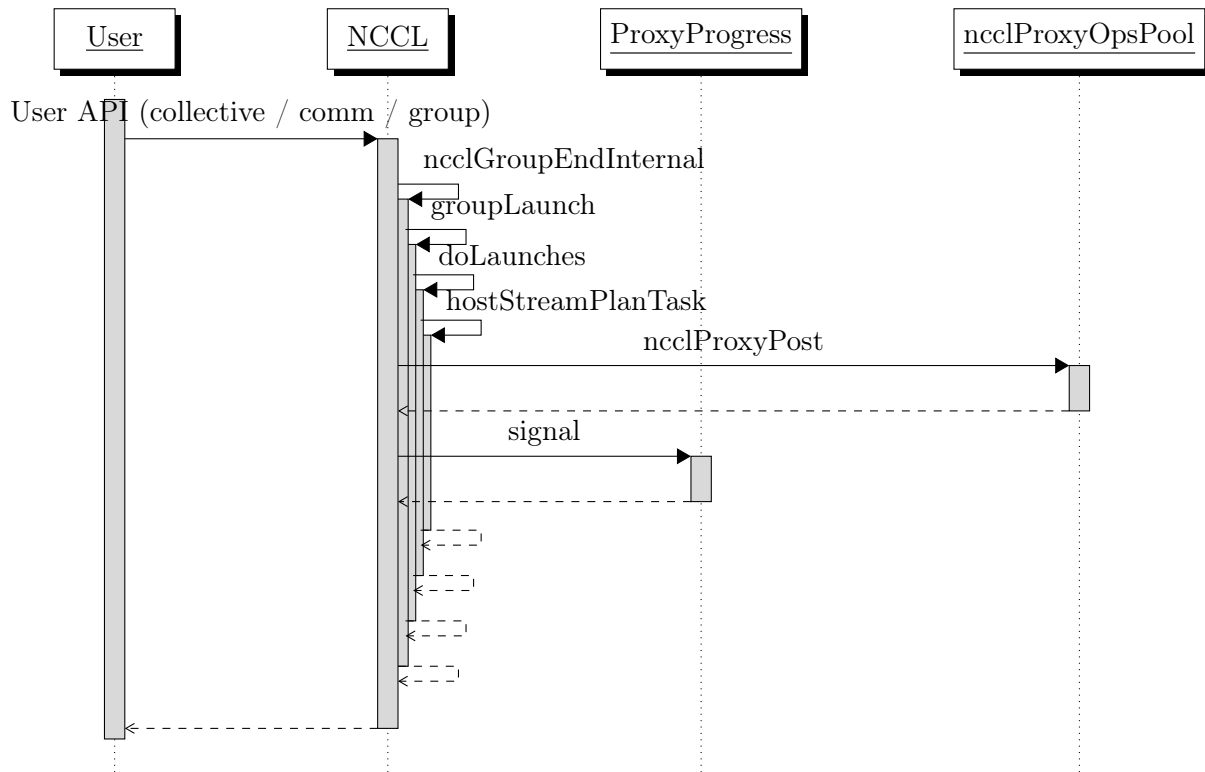 User
NCCL
ProxyProgress
ncclProxyOpsPool
User API (collective / comm / group)
ncclGroupEndInternal
groupLaunch
doLaunches
hostStreamPlanTask
ncclProxyPost
signal